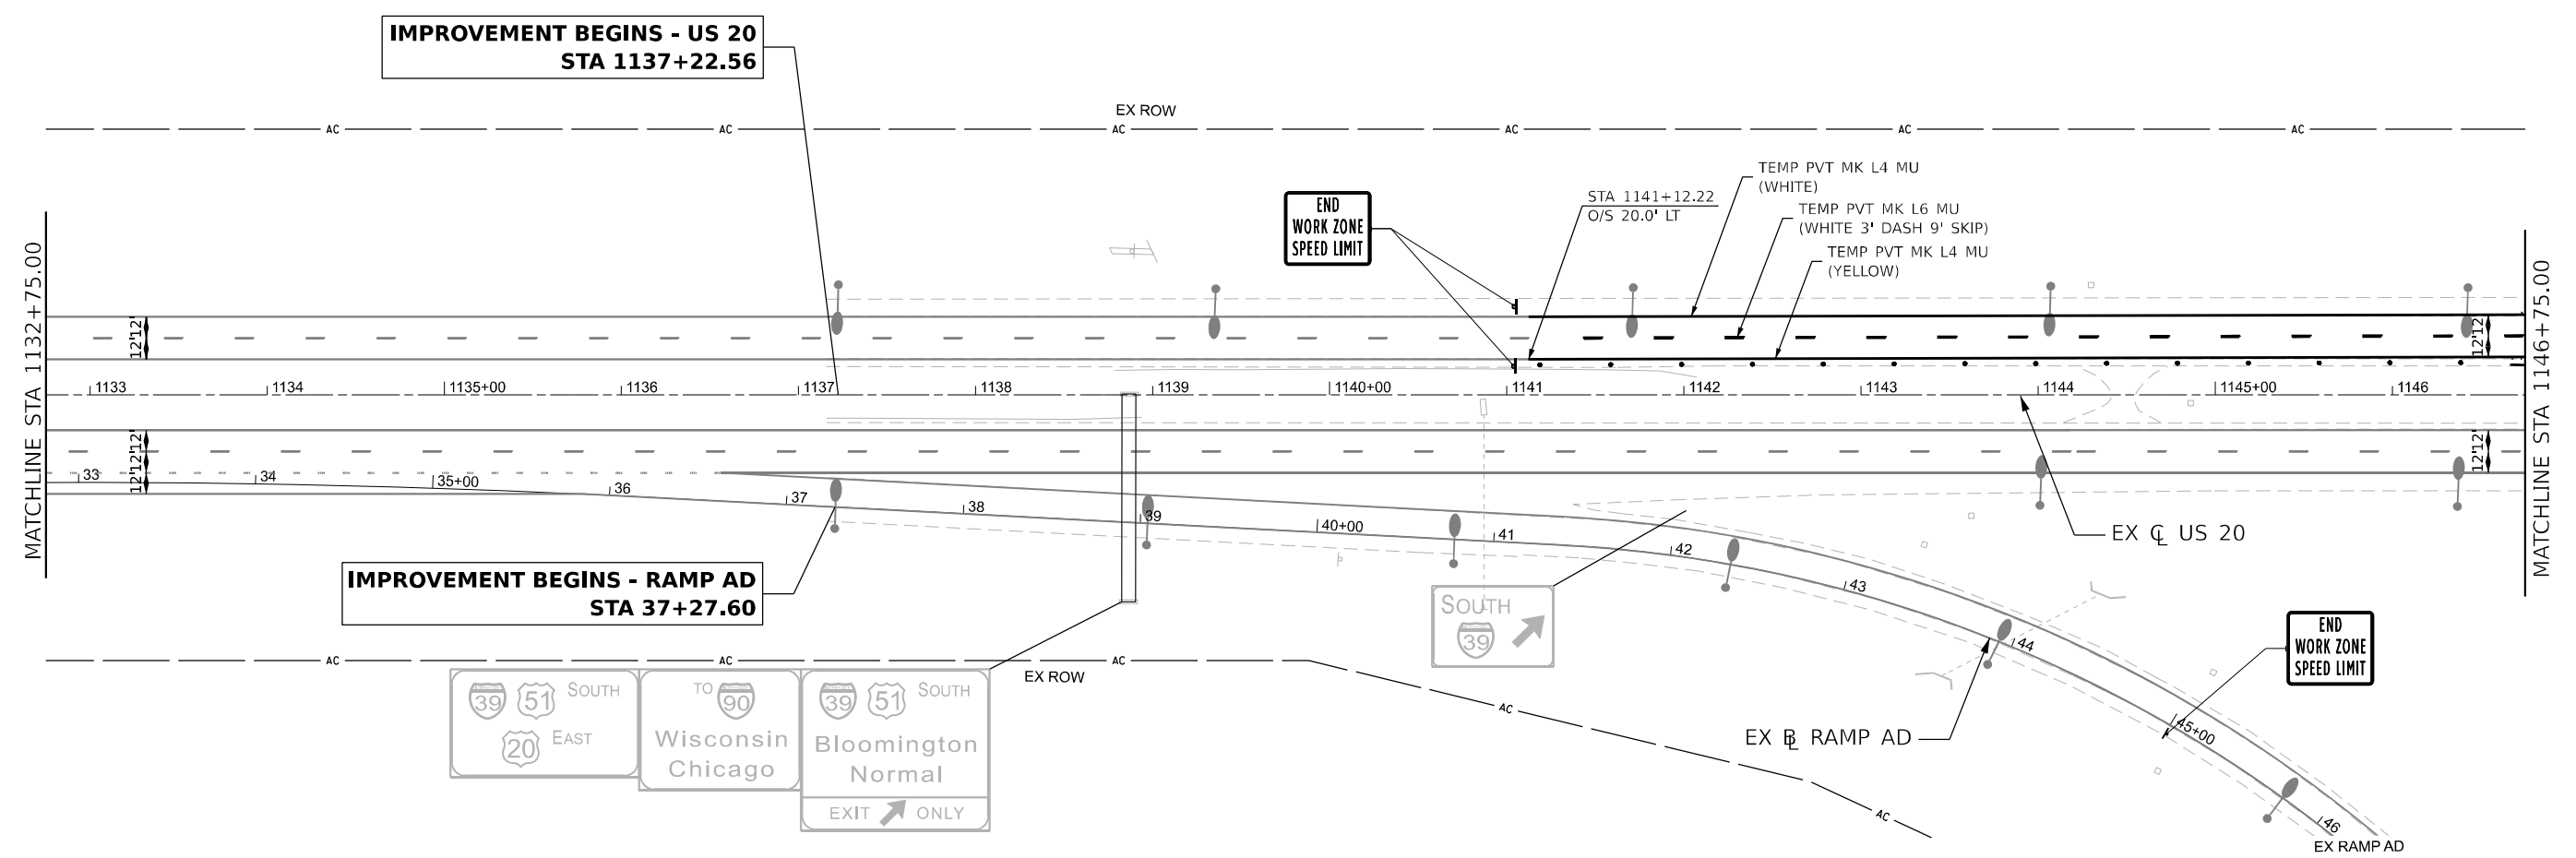 IMPROVEMENT BEGINS - US 20
STA 1137+22.56
EX ROW
AC AC AC AC AC AC
TEMP PVT MK L4 MU
(WHITE)
STA 1141+12.22
O/S 20.0' LT
TEMP PVT MK L6 MU
(WHITE 3' DASH 9' SKIP)
TEMP PVT MK L4 MU
(YELLOW)
END
WORK ZONE
SPEED LIMIT
MATCHLINE STA 1132+75.00
MATCHLINE STA 1146+75.00
12' 12'
12' 12
1133 1134 1135+00 1136 1137 1138 1139 1140+00 1141 1142 1143 1144 1145+00 1146
12' 12' 12'
12' 12'
33 34 35+00 36 37 38 39 40+00 41 42 43 44 45+00 46
EX CL US 20
IMPROVEMENT BEGINS - RAMP AD
STA 37+27.60
SOUTH
39
END
WORK ZONE
SPEED LIMIT
AC AC AC AC AC
EX ROW
EX BL RAMP AD
39 51 SOUTH
20 EAST
TO 90
Wisconsin
Chicago
39 51 SOUTH
Bloomington
Normal
EXIT ONLY
EX RAMP AD